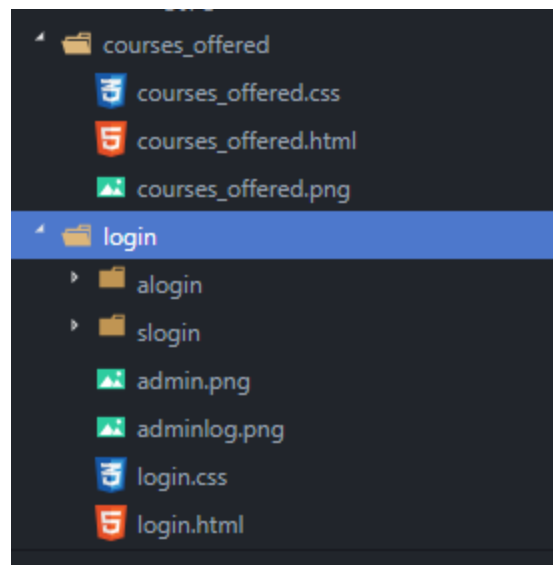 courses_offered
courses_offered.css
courses_offered.html
courses_offered.png
login
alogin
slogin
admin.png
adminlog.png
login.css
login.html